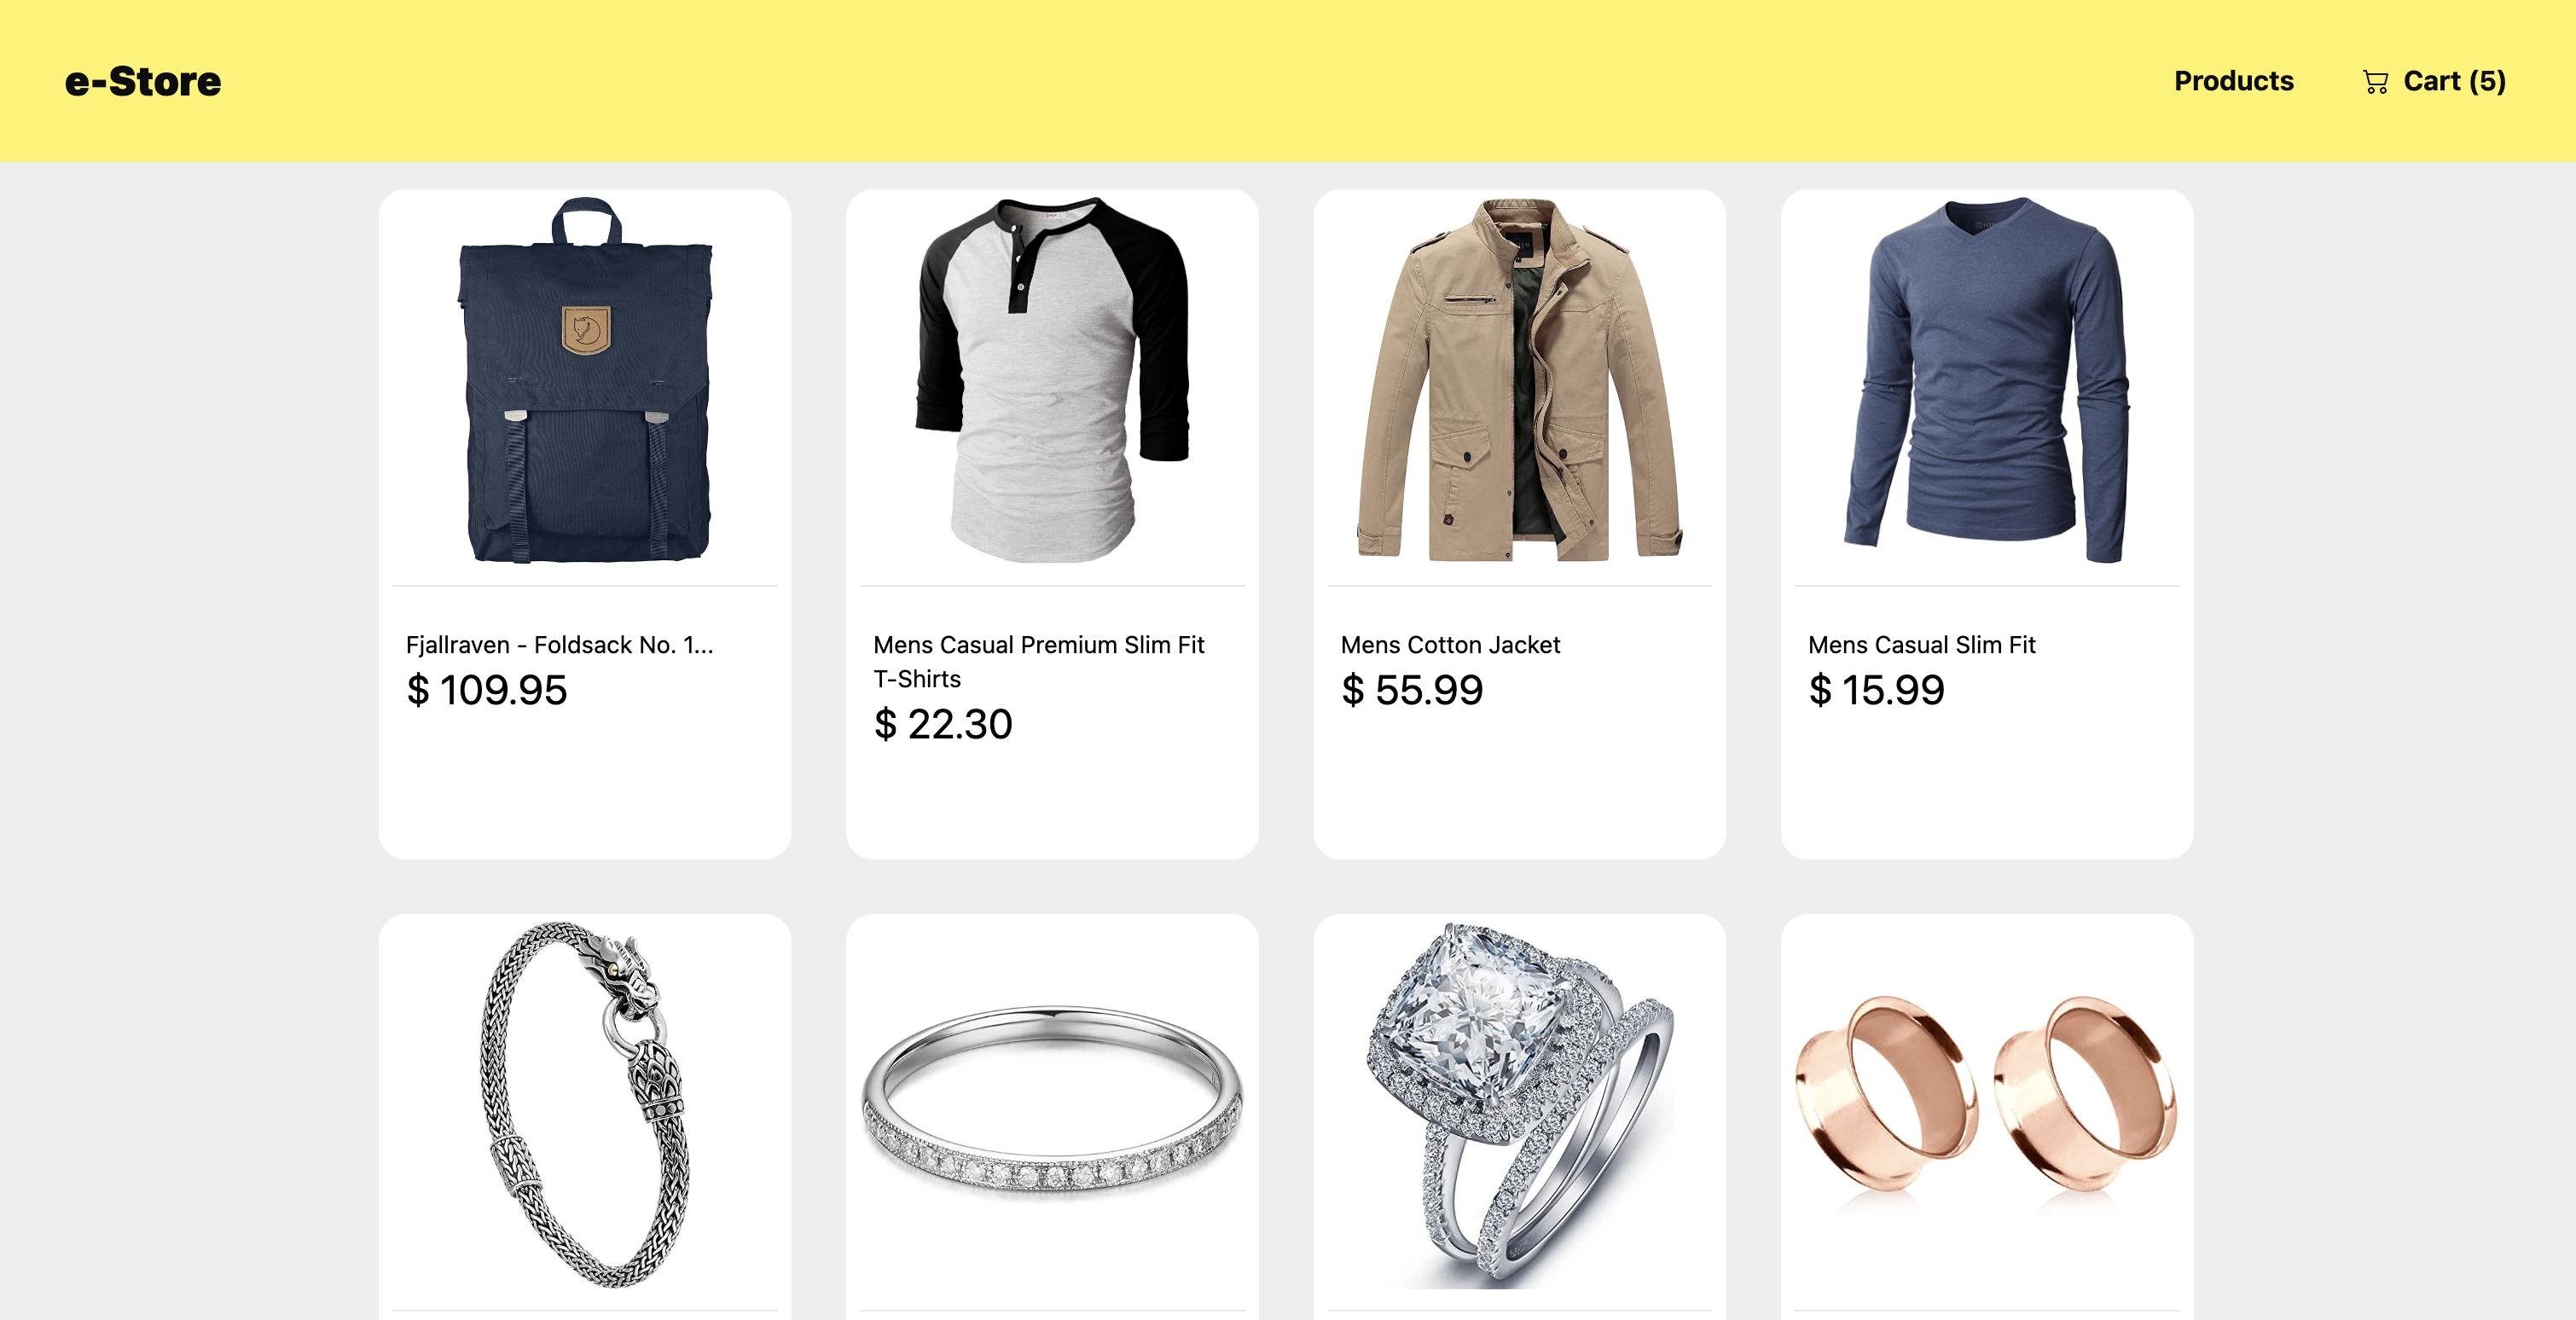 e-Store
Products
Cart (5)
Fjallraven - Foldsack No. 1...
$ 109.95
Mens Casual Premium Slim Fit
T-Shirts
$ 22.30
Mens Cotton Jacket
$ 55.99
Mens Casual Slim Fit
$ 15.99